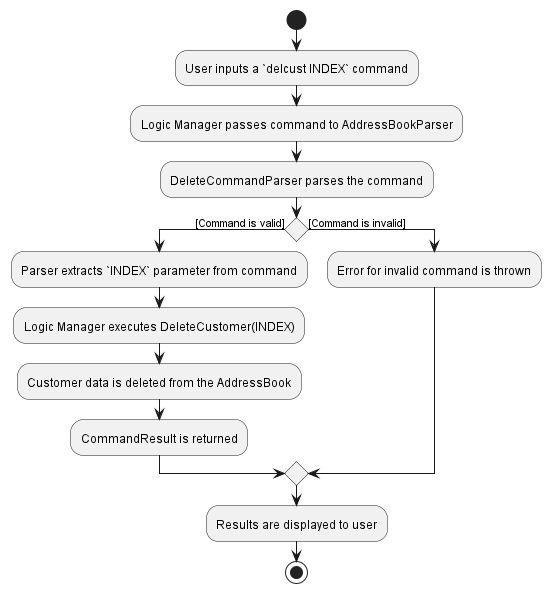 User inputs a `delcust INDEX` command
Logic Manager passes command to AddressBookParser
DeleteCommandParser parses the command
[Command is valid]
[Command is invalid]
Parser extracts `INDEX` parameter from command
Error for invalid command is thrown
Logic Manager executes DeleteCustomer(INDEX)
Customer data is deleted from the AddressBook
CommandResult is returned
Results are displayed to user